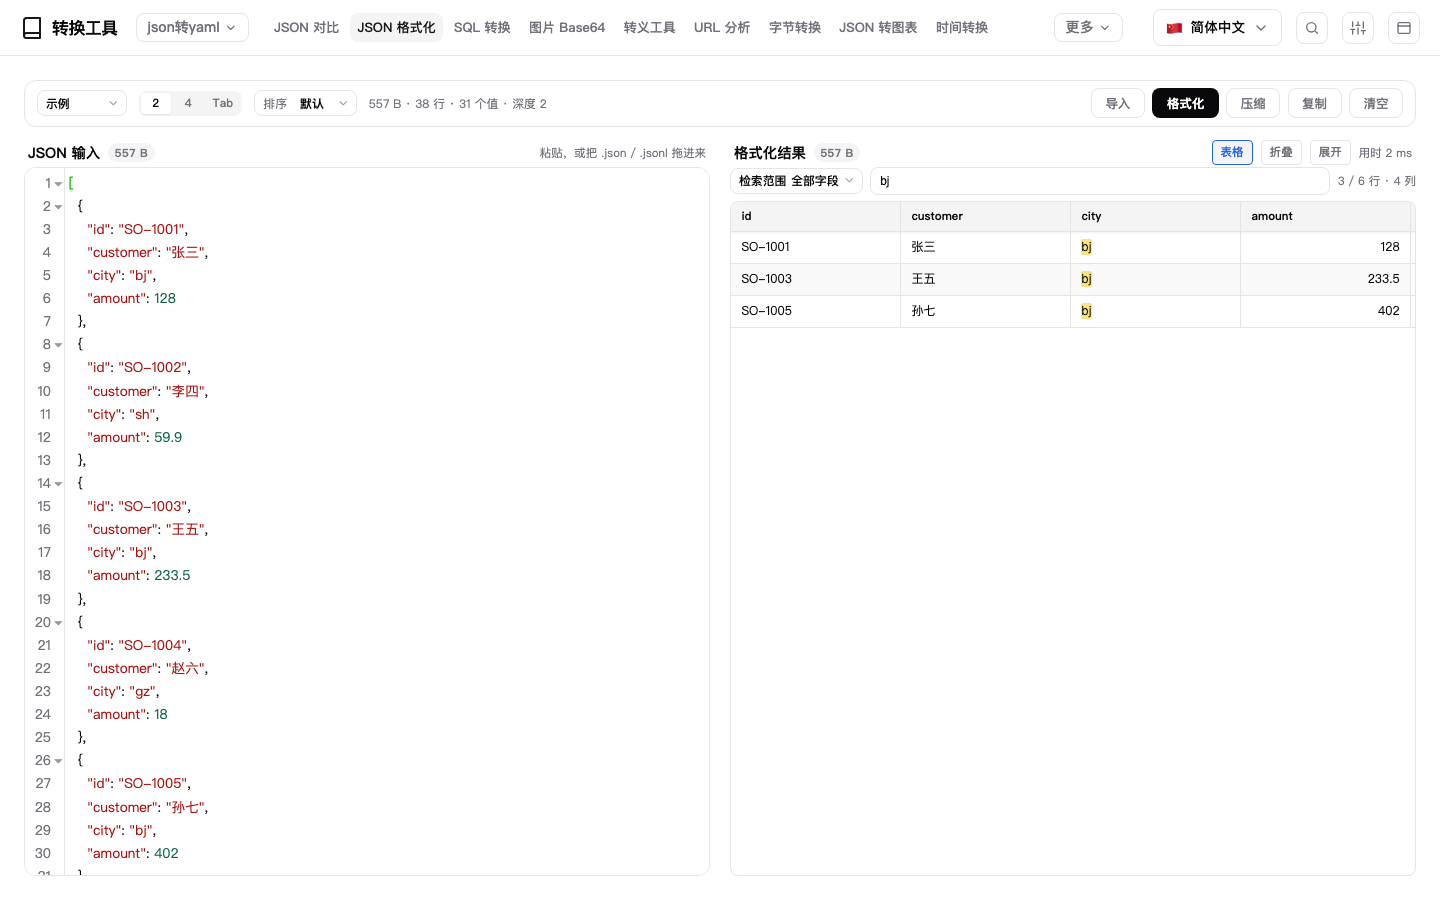 转换工具 json转yaml JSON 对比 JSON 格式化 SQL 转换 图片 Base64 转义工具 URL 分析 字节转换 JSON 转图表 时间转换 更多 简体中文
示例 2 4 Tab 排序 默认 557 B · 38 行 · 31 个值 · 深度 2 导入 格式化 压缩 复制 清空
JSON 输入 557 B 粘贴，或把 .json / .jsonl 拖进来
1 [
2 {
3 "id": "SO-1001",
4 "customer": "张三",
5 "city": "bj",
6 "amount": 128
7 },
8 {
9 "id": "SO-1002",
10 "customer": "李四",
11 "city": "sh",
12 "amount": 59.9
13 },
14 {
15 "id": "SO-1003",
16 "customer": "王五",
17 "city": "bj",
18 "amount": 233.5
19 },
20 {
21 "id": "SO-1004",
22 "customer": "赵六",
23 "city": "gz",
24 "amount": 18
25 },
26 {
27 "id": "SO-1005",
28 "customer": "孙七",
29 "city": "bj",
30 "amount": 402
格式化结果 557 B 表格 折叠 展开 用时 2 ms
检索范围 全部字段 bj 3 / 6 行 · 4 列
id customer city amount
SO-1001 张三 bj 128
SO-1003 王五 bj 233.5
SO-1005 孙七 bj 402